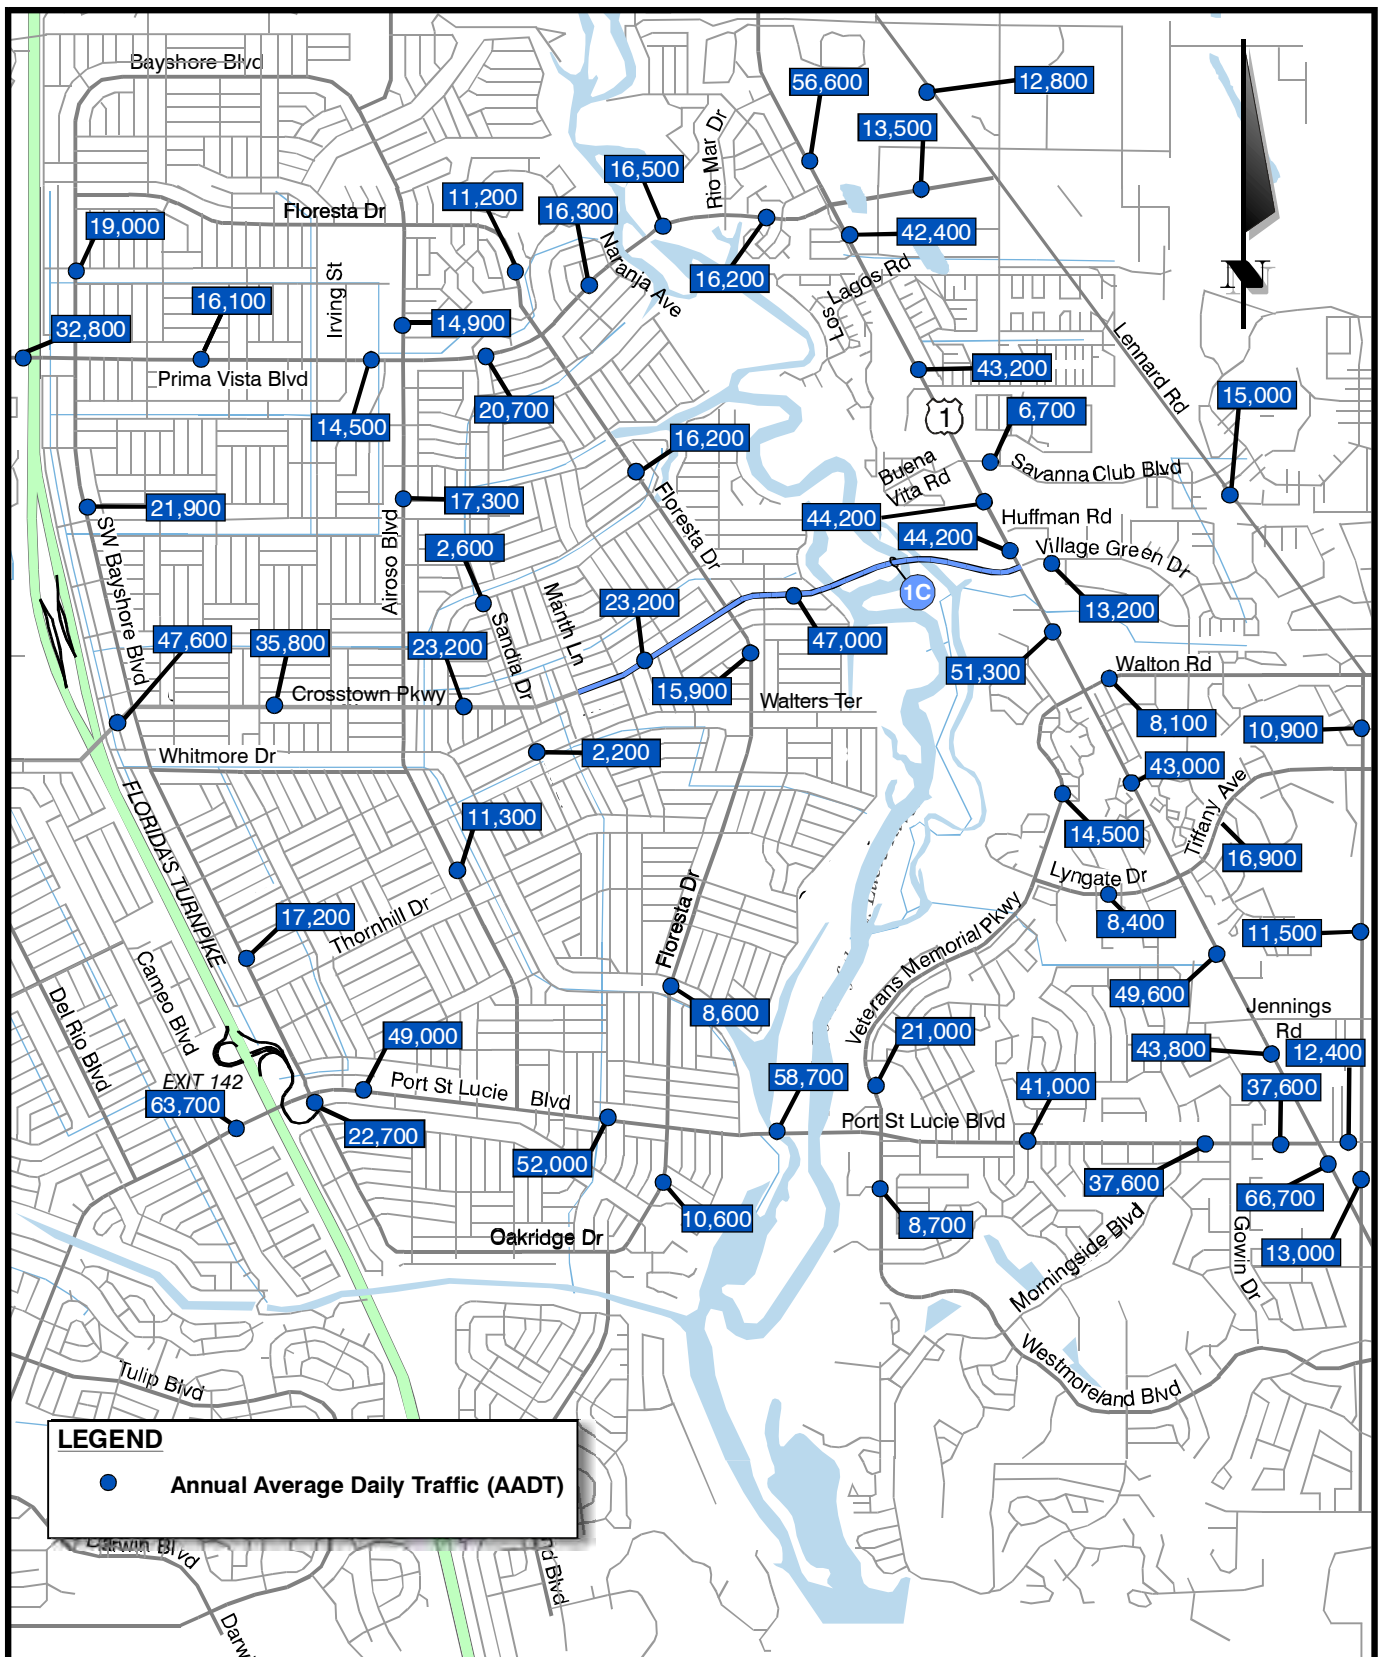 Bayshore Blvd
56,600
12,800
13,500
Rio Mar Dr
16,500
11,200
16,300
Floresta Dr
19,000
42,400
Naranja Ave
16,200
Los
Lagos Rd
N
Irving St
16,100
32,800
14,900
Lennard Rd
Prima Vista Blvd
43,200
15,000
20,700
14,500
6,700
1
16,200
Buena
Vita Rd
Savanna Club Blvd
17,300
21,900
Floresta Dr
44,200
Huffman Rd
44,200
SW Bayshore Blvd
Airoso Blvd
2,600
Village Green Dr
1C
Manth Ln
23,200
13,200
Sandia Dr
47,600
35,800
23,200
47,000
51,300
Walton Rd
15,900
Crosstown Pkwy
Walters Ter
8,100
10,900
Whitmore Dr
2,200
43,000
Tiffany Ave
FLORIDA'S TURNPIKE
11,300
14,500
16,900
Lyngate Dr
17,200
Thornhill Dr
Floresta Dr
Veterans Memorial Pkwy
8,400
11,500
Cameo Blvd
Del Rio Blvd
49,600
8,600
Jennings
Rd
49,000
21,000
43,800
12,400
EXIT 142
58,700
41,000
37,600
63,700
Port St Lucie Blvd
Port St Lucie Blvd
22,700
52,000
37,600
66,700
10,600
8,700
Oakridge Dr
Morningside Blvd
Gowin Dr
13,000
Tulip Blvd
Westmoreland Blvd
LEGEND
Annual Average Daily Traffic (AADT)
Darwin Blvd
d Blvd
Darwi